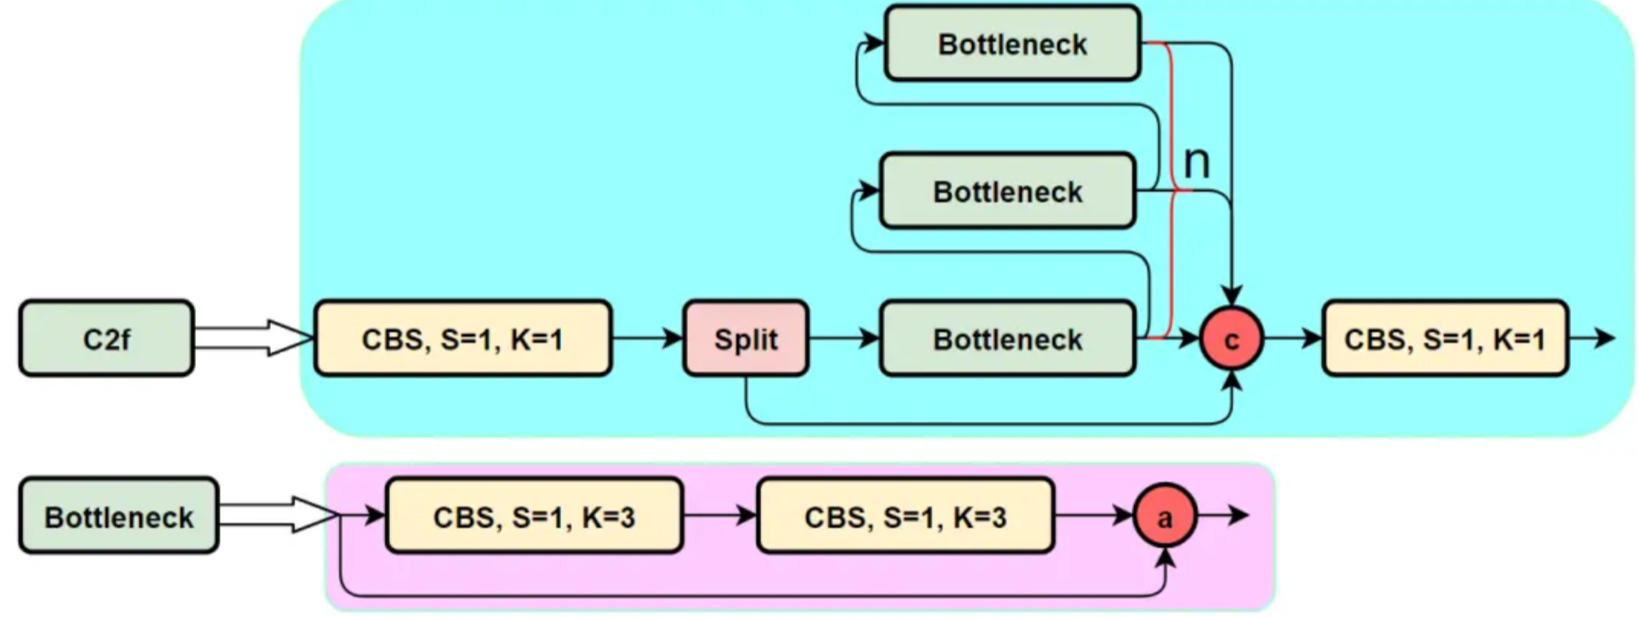 Bottleneck
n
Bottleneck
C2f
CBS, S=1, K=1
Split
Bottleneck
c
CBS, S=1, K=1
Bottleneck
CBS, S=1, K=3
CBS, S=1, K=3
a